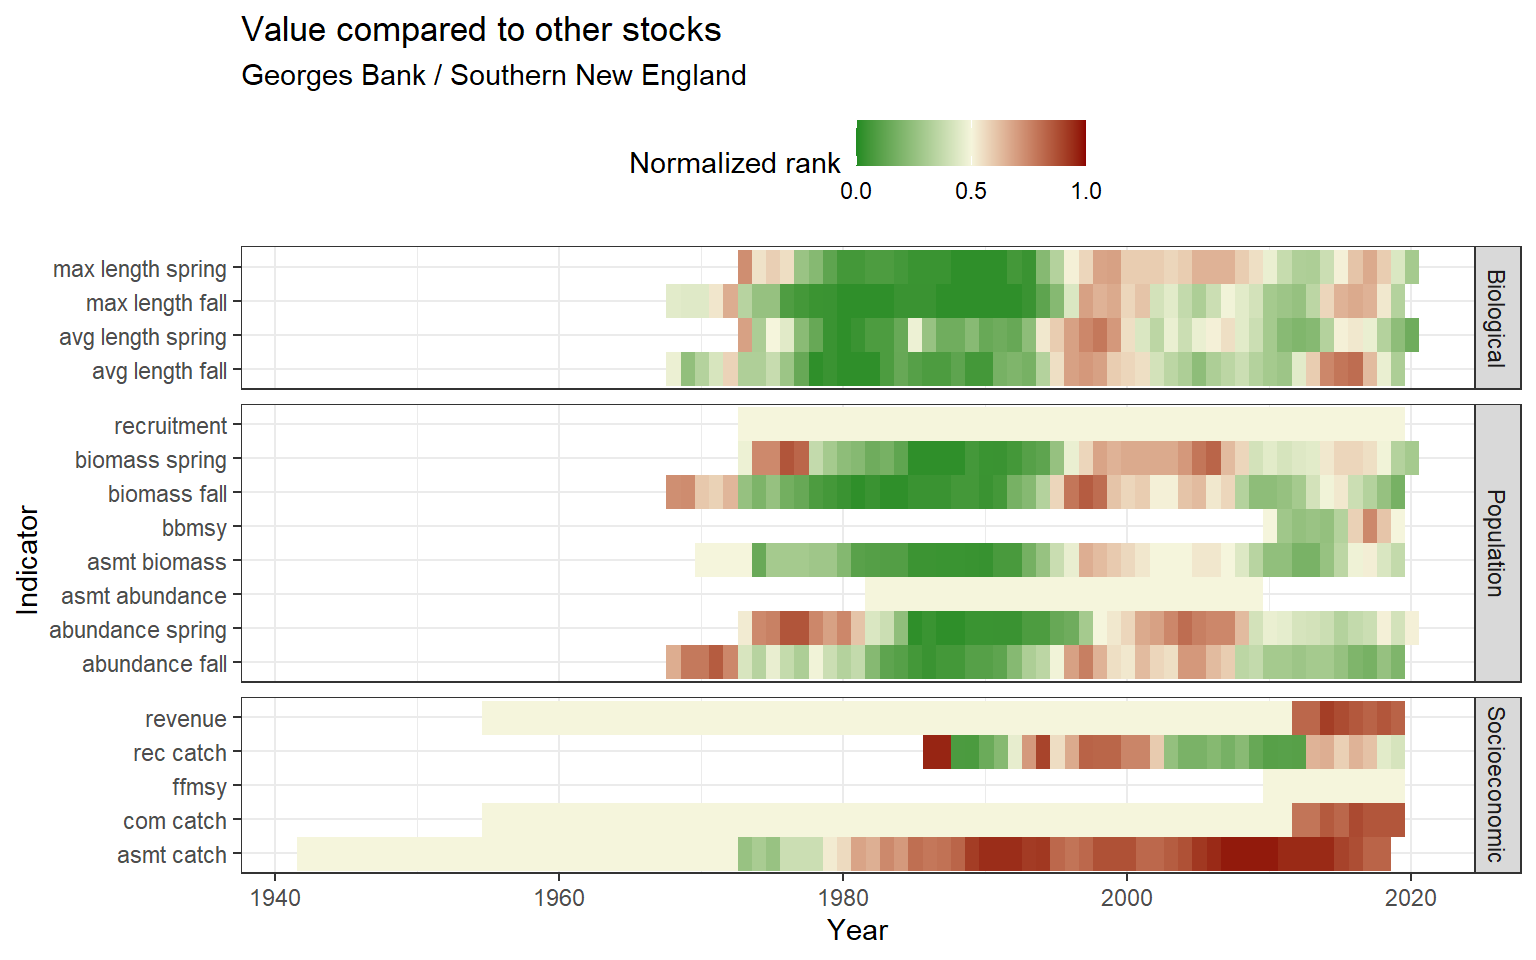 Value compared to other stocks
Georges Bank / Southern New England
Normalized rank
0.0 0.5 1.0
max length spring
max length fall
avg length spring
avg length fall
Biological
recruitment
biomass spring
biomass fall
bbmsy
asmt biomass
asmt abundance
abundance spring
abundance fall
Population
revenue
rec catch
ffmsy
com catch
asmt catch
Socioeconomic
Indicator
1940 1960 1980 2000 2020
Year